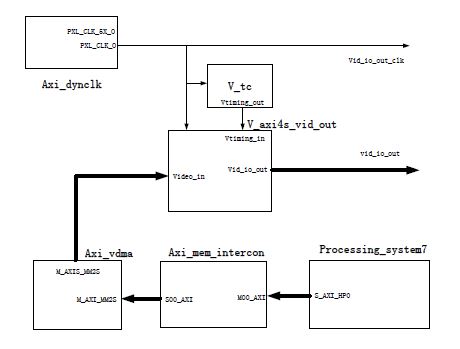 PXL_CLK_5X_O
PXL_CLK_O
Axi_dynclk
Vid_io_out_clk
V_tc
Vtiming_out
V_axi4s_vid_out
Vtiming_in
Video_in
Vid_io_out
vid_io_out
Axi_vdma
M_AXIS_MM2S
M_AXI_MM2S
Axi_mem_intercon
S00_AXI
M00_AXI
Processing_system7
S_AXI_HP0